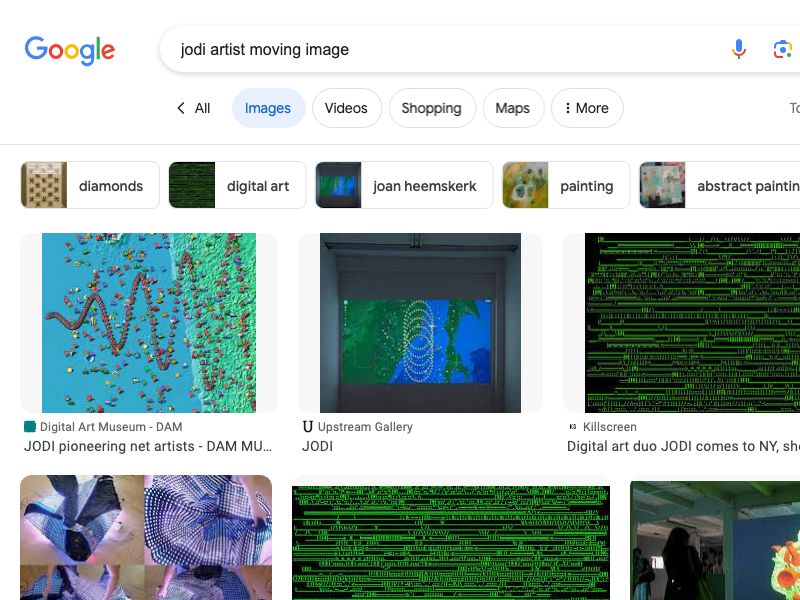 Google
jodi artist moving image
All
Images
Videos
Shopping
Maps
More
To
diamonds
digital art
joan heemskerk
painting
abstract paintin
Digital Art Museum - DAM
JODI pioneering net artists - DAM MU...
U Upstream Gallery
JODI
Killscreen
Digital art duo JODI comes to NY, sho